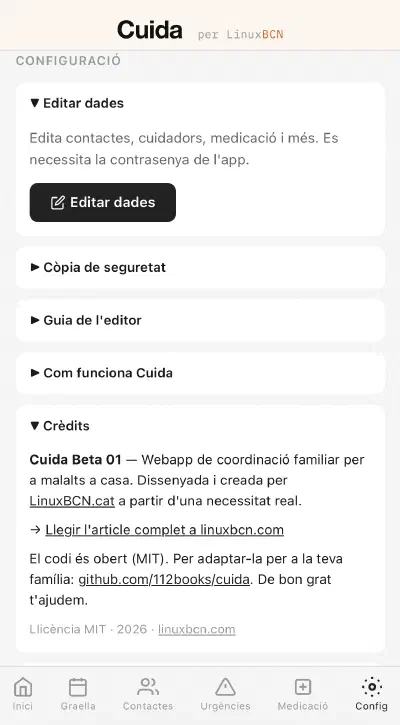 Cuida per LinuxBCN
CONFIGURACIÓ
▼ Editar dades
Edita contactes, cuidadors, medicació i més. Es
necessita la contrasenya de l'app.
Editar dades
► Còpia de seguretat
► Guia de l'editor
► Com funciona Cuida
▼ Crèdits
Cuida Beta 01 — Webapp de coordinació familiar per
a malalts a casa. Dissenyada i creada per
LinuxBCN.cat a partir d'una necessitat real.
→ Llegir l'article complet a linuxbcn.com
El codi és obert (MIT). Per adaptar-la per a la teva
família: github.com/112books/cuida. De bon grat
t'ajudem.
Llicència MIT · 2026 · linuxbcn.com
Inici Graella Contactes Urgències Medicació Config